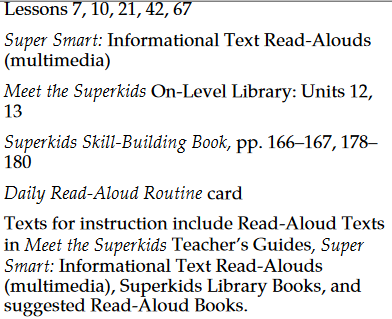 Lessons 7, 10, 21, 42, 67
Super Smart: Informational Text Read-Alouds
(multimedia)
Meet the Superkids On-Level Library: Units 12,
13
Superkids Skill-Building Book, pp. 166–167, 178–
180
Daily Read-Aloud Routine card
Texts for instruction include Read-Aloud Texts
in Meet the Superkids Teacher’s Guides, Super
Smart: Informational Text Read-Alouds
(multimedia), Superkids Library Books, and
suggested Read-Aloud Books.